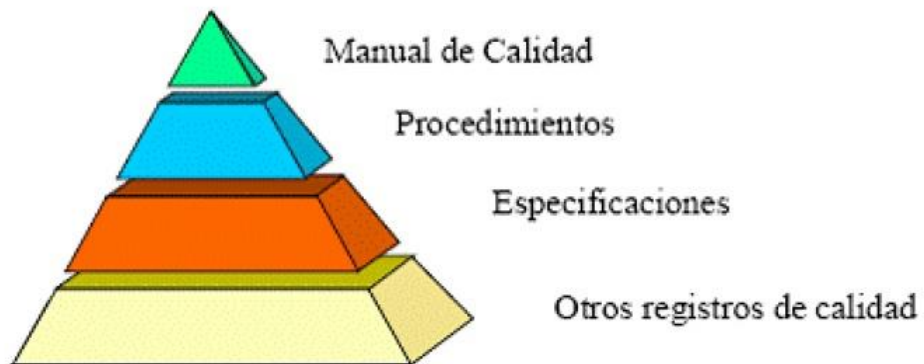 Manual de Calidad
Procedimientos
Especificaciones
Otros registros de calidad